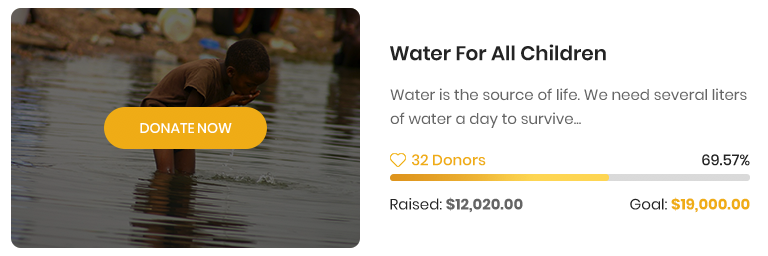 DONATE NOW
Water For All Children
Water is the source of life. We need several liters
of water a day to survive...
32 Donors 69.57%
Raised: $12,020.00 Goal: $19,000.00